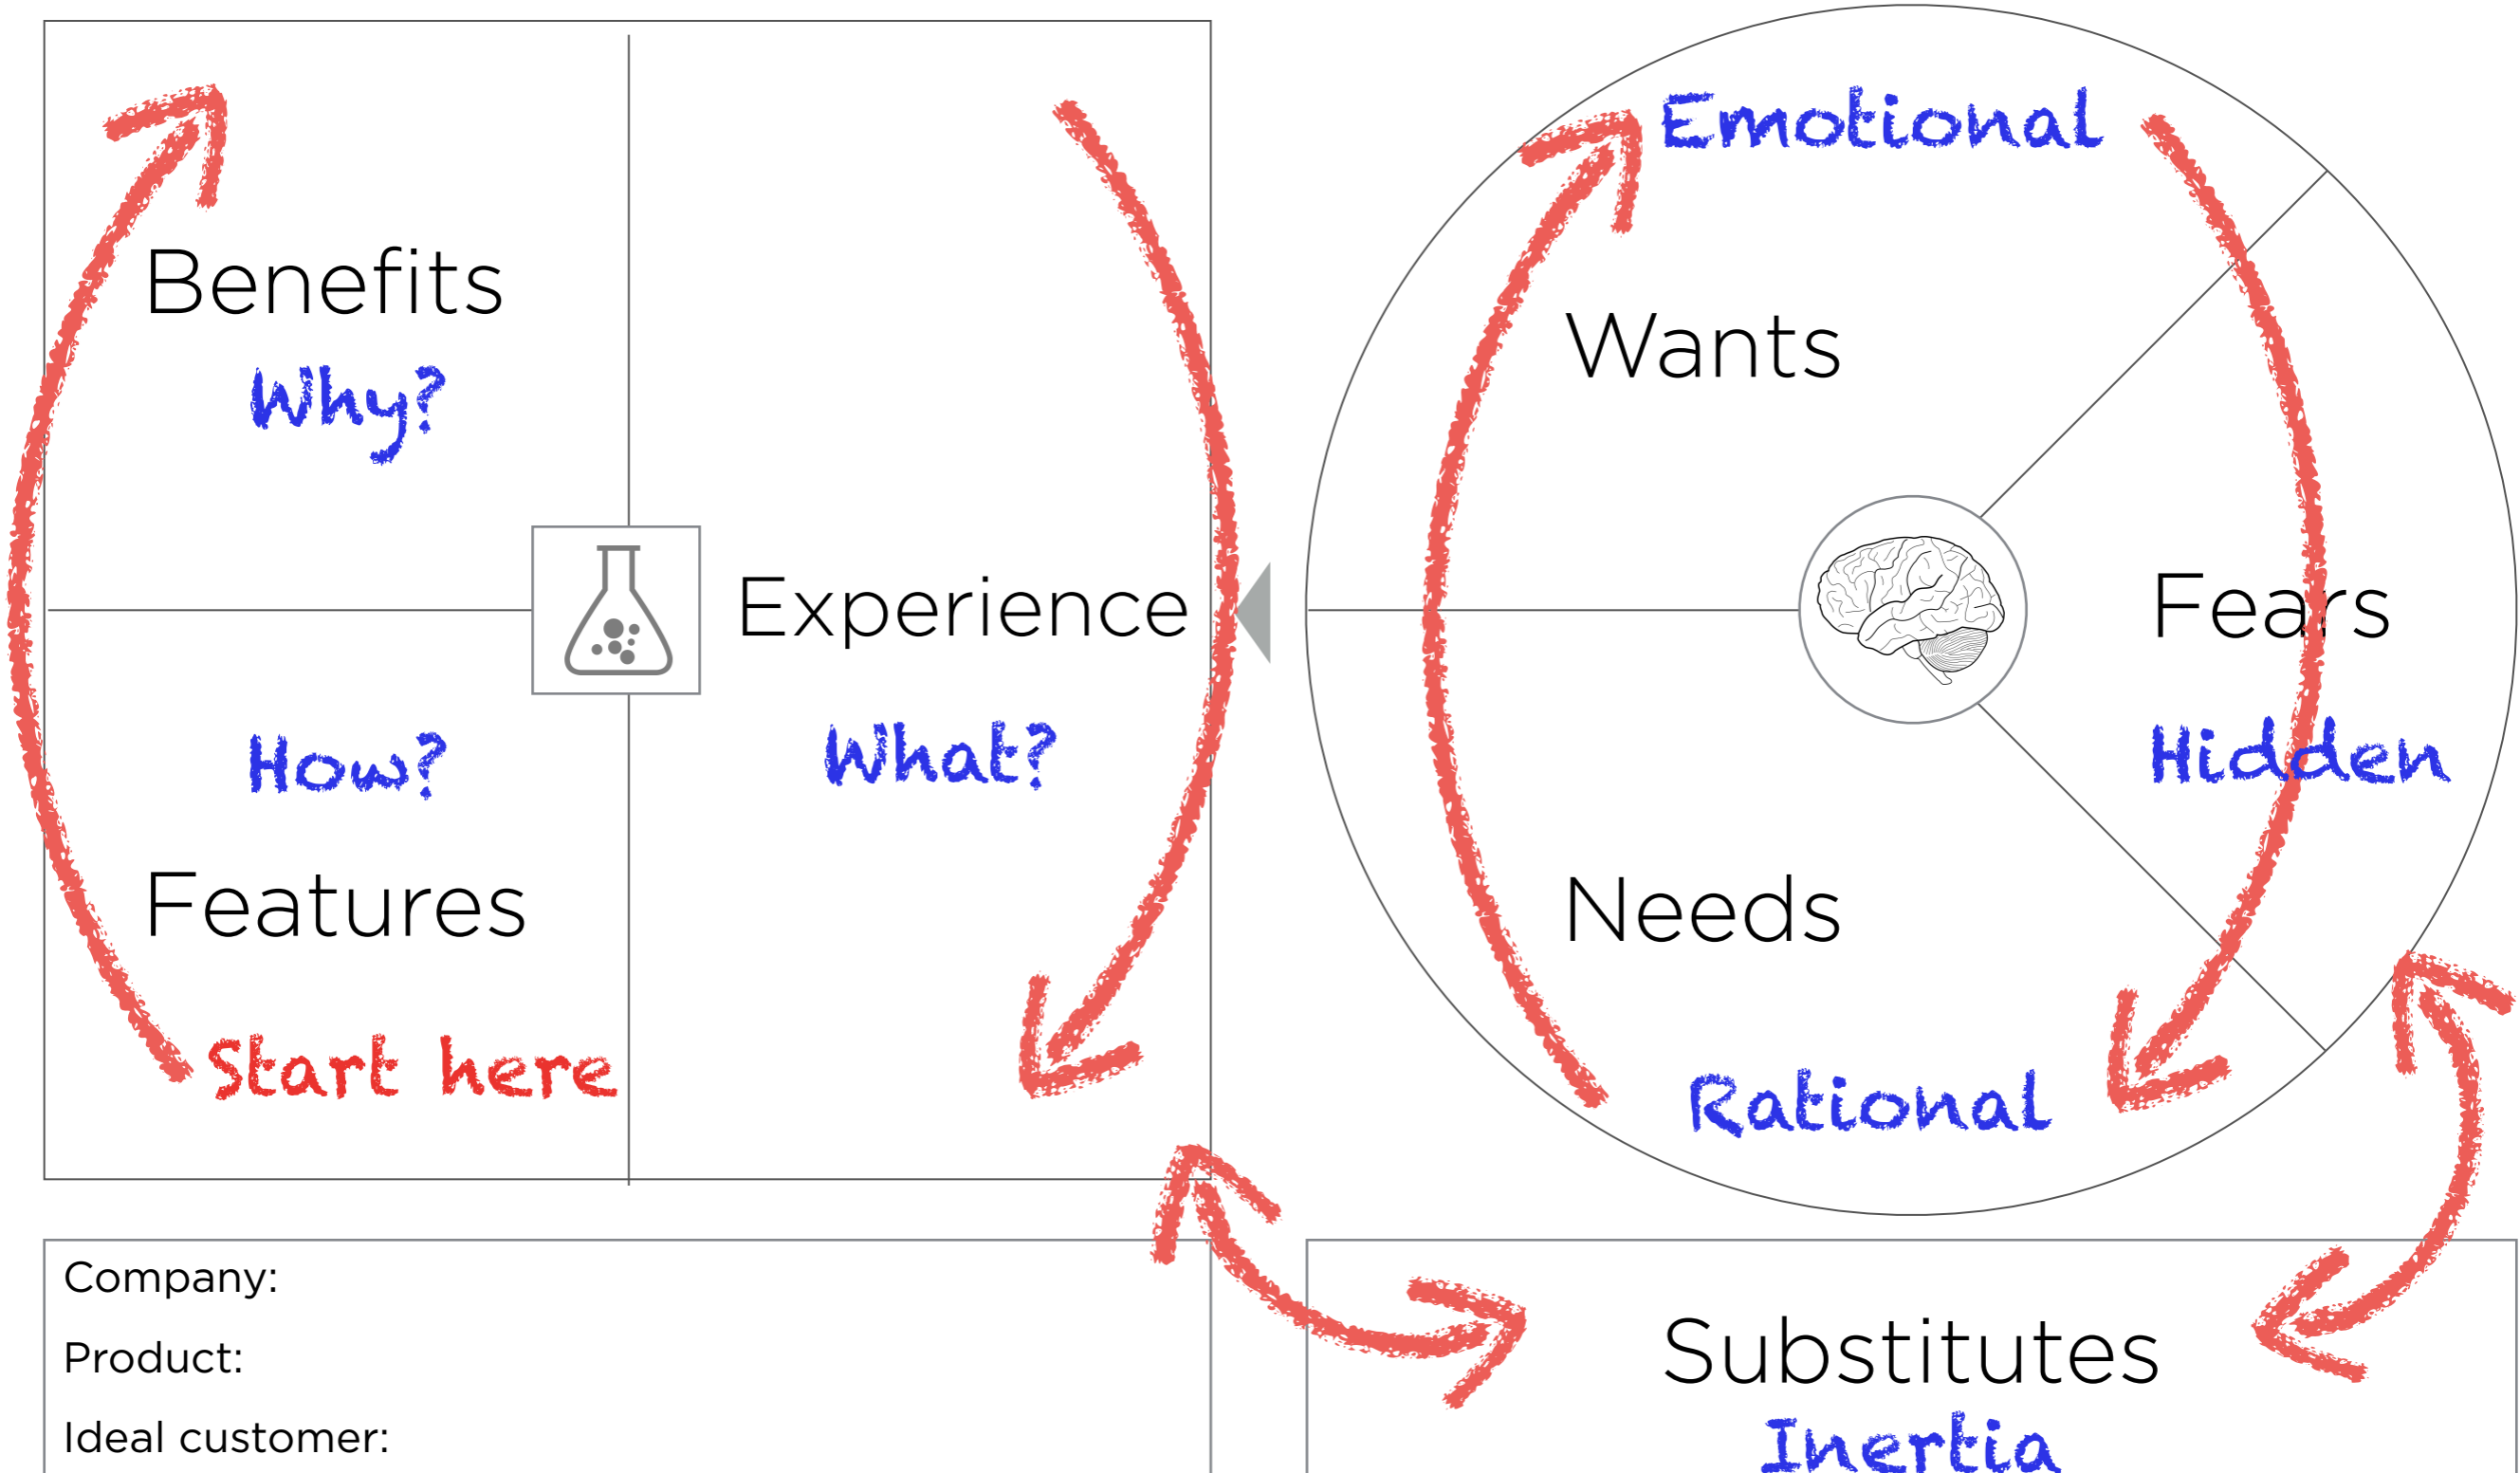 Benefits
Why?
How?
Features
Start here
Experience
What?
Emotional
Wants
Fears
Hidden
Needs
Rational
Company:
Product:
Ideal customer:
Substitutes
Inertia